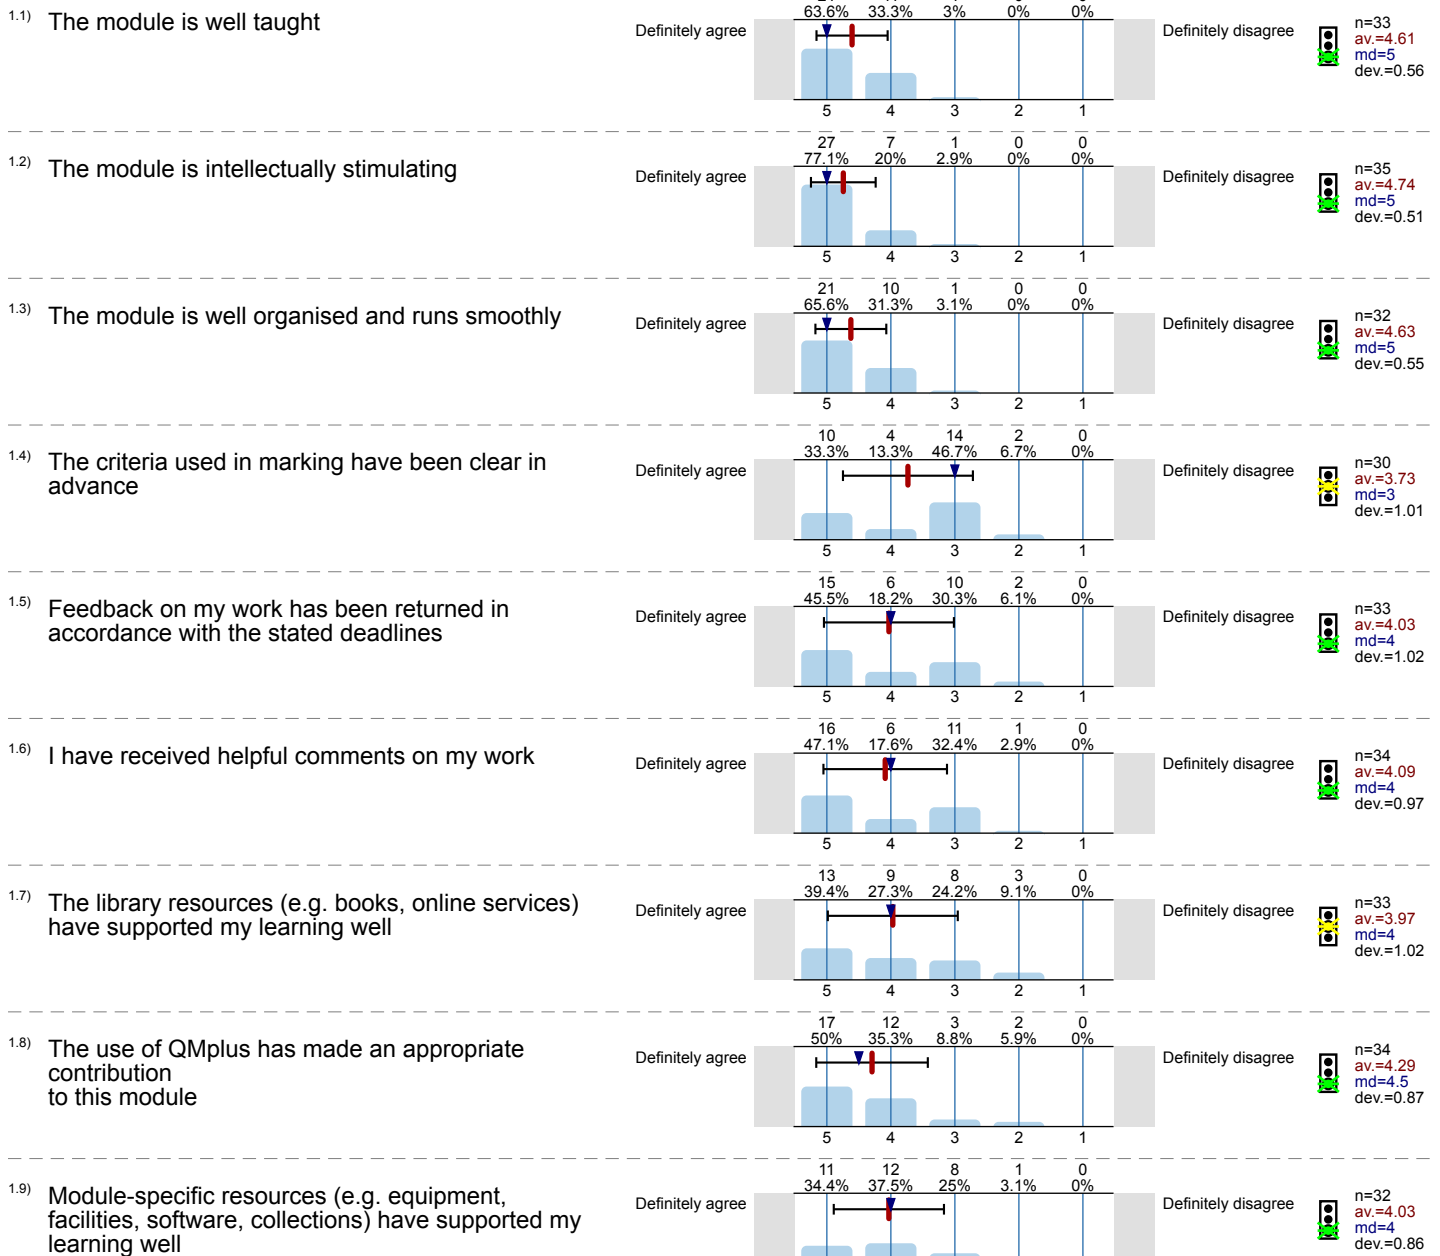 63.6% 33.3% 3% 0% 0%
1.1) The module is well taught
Definitely agree
Definitely disagree
n=33
av.=4.61
md=5
dev.=0.56
5 4 3 2 1
27 7 1 0 0
77.1% 20% 2.9% 0% 0%
1.2) The module is intellectually stimulating
Definitely agree
Definitely disagree
n=35
av.=4.74
md=5
dev.=0.51
5 4 3 2 1
21 10 1 0 0
65.6% 31.3% 3.1% 0% 0%
1.3) The module is well organised and runs smoothly
Definitely agree
Definitely disagree
n=32
av.=4.63
md=5
dev.=0.55
5 4 3 2 1
10 4 14 2 0
33.3% 13.3% 46.7% 6.7% 0%
1.4) The criteria used in marking have been clear in
advance
Definitely agree
Definitely disagree
n=30
av.=3.73
md=3
dev.=1.01
5 4 3 2 1
15 6 10 2 0
45.5% 18.2% 30.3% 6.1% 0%
1.5) Feedback on my work has been returned in
accordance with the stated deadlines
Definitely agree
Definitely disagree
n=33
av.=4.03
md=4
dev.=1.02
5 4 3 2 1
16 6 11 1 0
47.1% 17.6% 32.4% 2.9% 0%
1.6) I have received helpful comments on my work
Definitely agree
Definitely disagree
n=34
av.=4.09
md=4
dev.=0.97
5 4 3 2 1
13 9 8 3 0
39.4% 27.3% 24.2% 9.1% 0%
1.7) The library resources (e.g. books, online services)
have supported my learning well
Definitely agree
Definitely disagree
n=33
av.=3.97
md=4
dev.=1.02
5 4 3 2 1
17 12 3 2 0
50% 35.3% 8.8% 5.9% 0%
1.8) The use of QMplus has made an appropriate
contribution
to this module
Definitely agree
Definitely disagree
n=34
av.=4.29
md=4.5
dev.=0.87
5 4 3 2 1
11 12 8 1 0
34.4% 37.5% 25% 3.1% 0%
1.9) Module-specific resources (e.g. equipment,
facilities, software, collections) have supported my
learning well
Definitely agree
Definitely disagree
n=32
av.=4.03
md=4
dev.=0.86